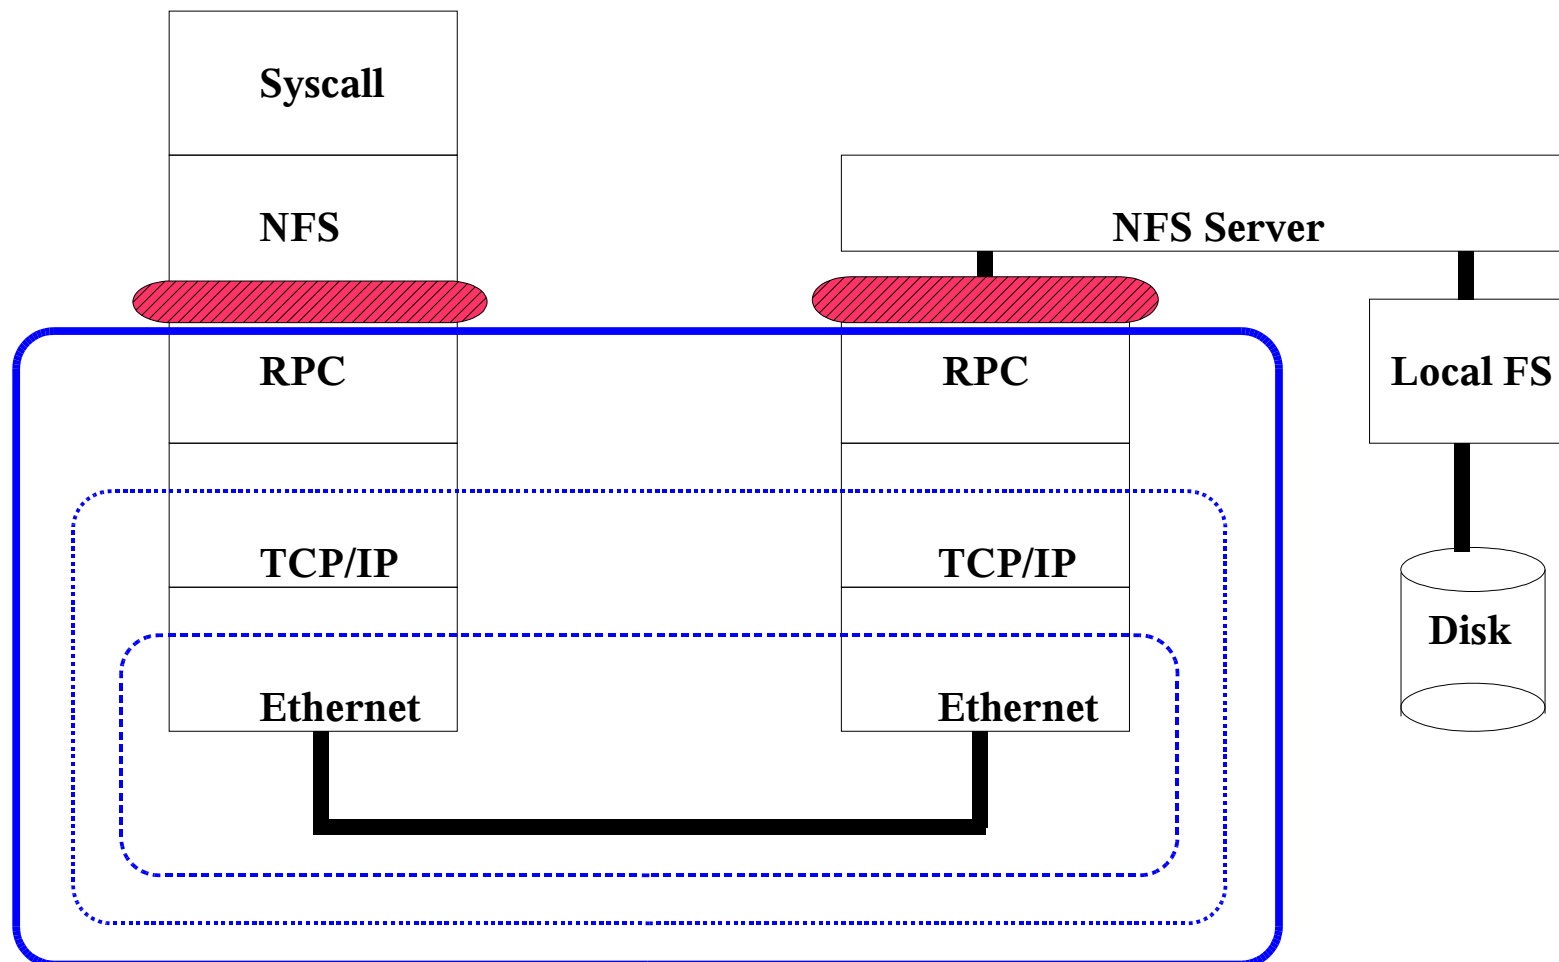 Syscall
NFS
NFS Server
RPC
RPC
Local FS
TCP/IP
TCP/IP
Disk
Ethernet
Ethernet